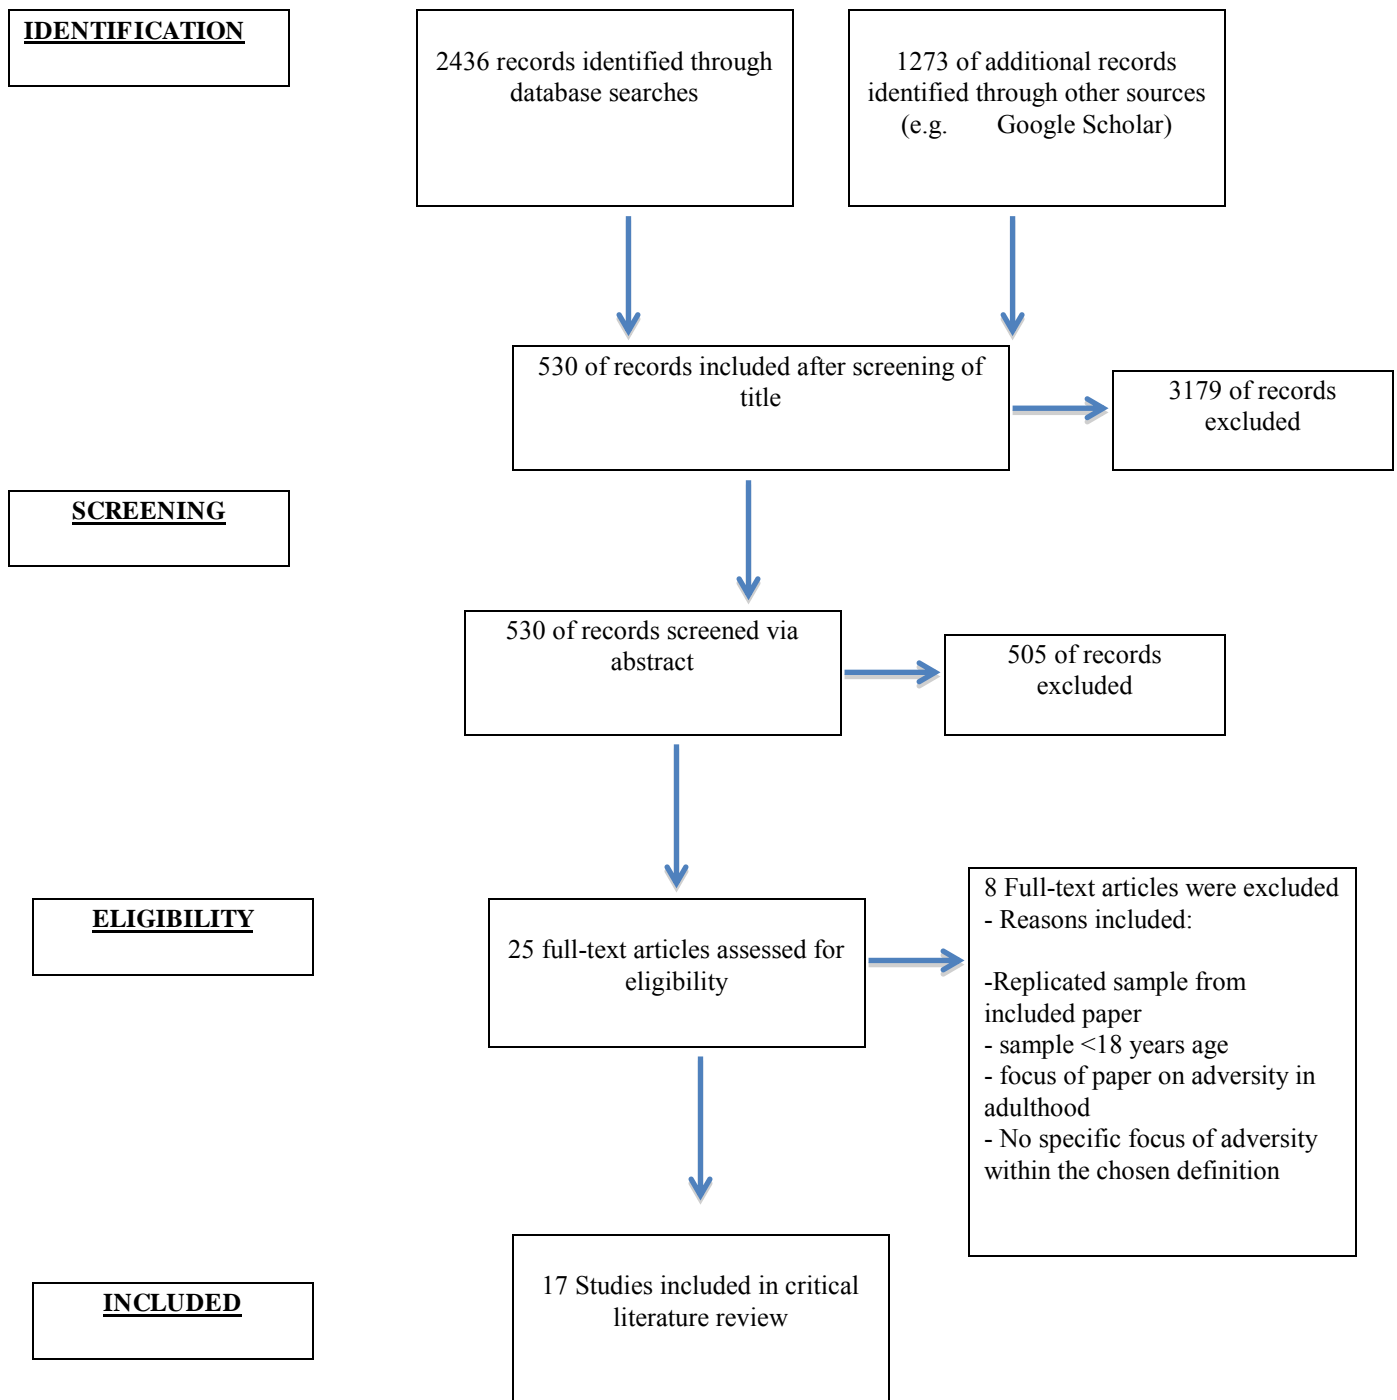 IDENTIFICATION
2436 records identified through
database searches
1273 of additional records
identified through other sources
(e.g. Google Scholar)
530 of records included after screening of
title
3179 of records
excluded
SCREENING
530 of records screened via
abstract
505 of records
excluded
ELIGIBILITY
25 full-text articles assessed for
eligibility
8 Full-text articles were excluded
- Reasons included:
-Replicated sample from
included paper
- sample <18 years age
- focus of paper on adversity in
adulthood
- No specific focus of adversity
within the chosen definition
INCLUDED
17 Studies included in critical
literature review